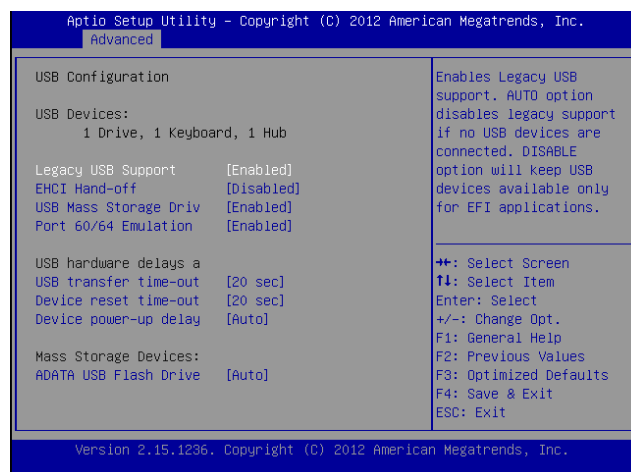 Aptio Setup Utility – Copyright (C) 2012 American Megatrends, Inc.
Advanced
USB Configuration
USB Devices:
1 Drive, 1 Keyboard, 1 Hub
Legacy USB Support [Enabled]
EHCI Hand-off [Disabled]
USB Mass Storage Driv [Enabled]
Port 60/64 Emulation [Enabled]
USB hardware delays a
USB transfer time-out [20 sec]
Device reset time-out [20 sec]
Device power-up delay [Auto]
Mass Storage Devices:
ADATA USB Flash Drive [Auto]
Enables Legacy USB
support. AUTO option
disables legacy support
if no USB devices are
connected. DISABLE
option will keep USB
devices available only
for EFI applications.
→←: Select Screen
↑↓: Select Item
Enter: Select
+/-: Change Opt.
F1: General Help
F2: Previous Values
F3: Optimized Defaults
F4: Save & Exit
ESC: Exit
Version 2.15.1236. Copyright (C) 2012 American Megatrends, Inc.